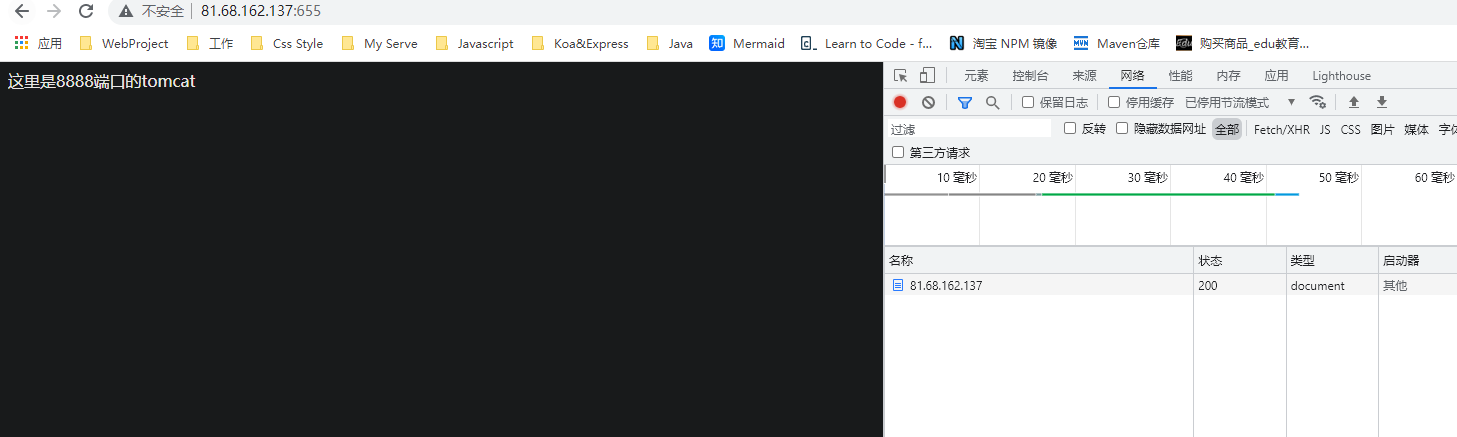 不安全 81.68.162.137:655
应用 WebProject 工作 Css Style My Serve Javascript Koa&Express Java 知 Mermaid Learn to Code - f... 淘宝 NPM 镜像 MVN Maven仓库 edu 购买商品_edu教育...
这里是8888端口的tomcat
元素 控制台 来源 网络 性能 内存 应用 Lighthouse
保留日志 停用缓存 已停用节流模式
过滤 反转 隐藏数据网址 全部 Fetch/XHR JS CSS 图片 媒体 字体
第三方请求
10 毫秒 20 毫秒 30 毫秒 40 毫秒 50 毫秒 60 毫秒
名称 状态 类型 启动器
81.68.162.137 200 document 其他